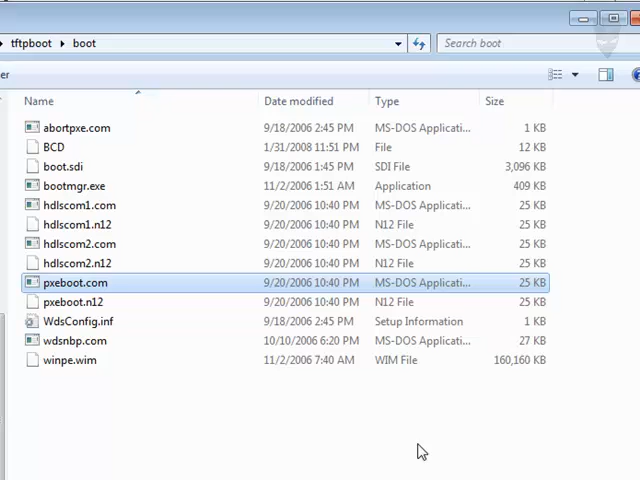 tftpboot boot Search boot
er
Name Date modified Type Size
abortpxe.com 9/18/2006 2:45 PM MS-DOS Applicati... 1 KB
BCD 1/31/2008 11:51 PM File 12 KB
boot.sdi 9/18/2006 1:45 PM SDI File 3,096 KB
bootmgr.exe 11/2/2006 1:51 AM Application 409 KB
hdlscom1.com 9/20/2006 10:40 PM MS-DOS Applicati... 25 KB
hdlscom1.n12 9/20/2006 10:40 PM N12 File 25 KB
hdlscom2.com 9/20/2006 10:40 PM MS-DOS Applicati... 25 KB
hdlscom2.n12 9/20/2006 10:40 PM N12 File 25 KB
pxeboot.com 9/20/2006 10:40 PM MS-DOS Applicati... 25 KB
pxeboot.n12 9/20/2006 10:40 PM N12 File 25 KB
WdsConfig.inf 9/18/2006 2:45 PM Setup Information 1 KB
wdsnbp.com 10/10/2006 6:20 PM MS-DOS Applicati... 27 KB
winpe.wim 11/2/2006 7:40 AM WIM File 160,160 KB